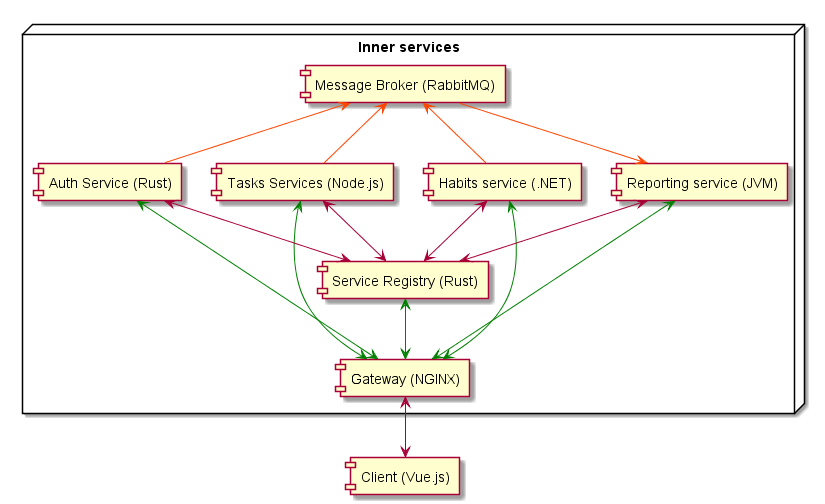 Inner services
Message Broker (RabbitMQ)
Auth Service (Rust)
Tasks Services (Node.js)
Habits service (.NET)
Reporting service (JVM)
Service Registry (Rust)
Gateway (NGINX)
Client (Vue.js)